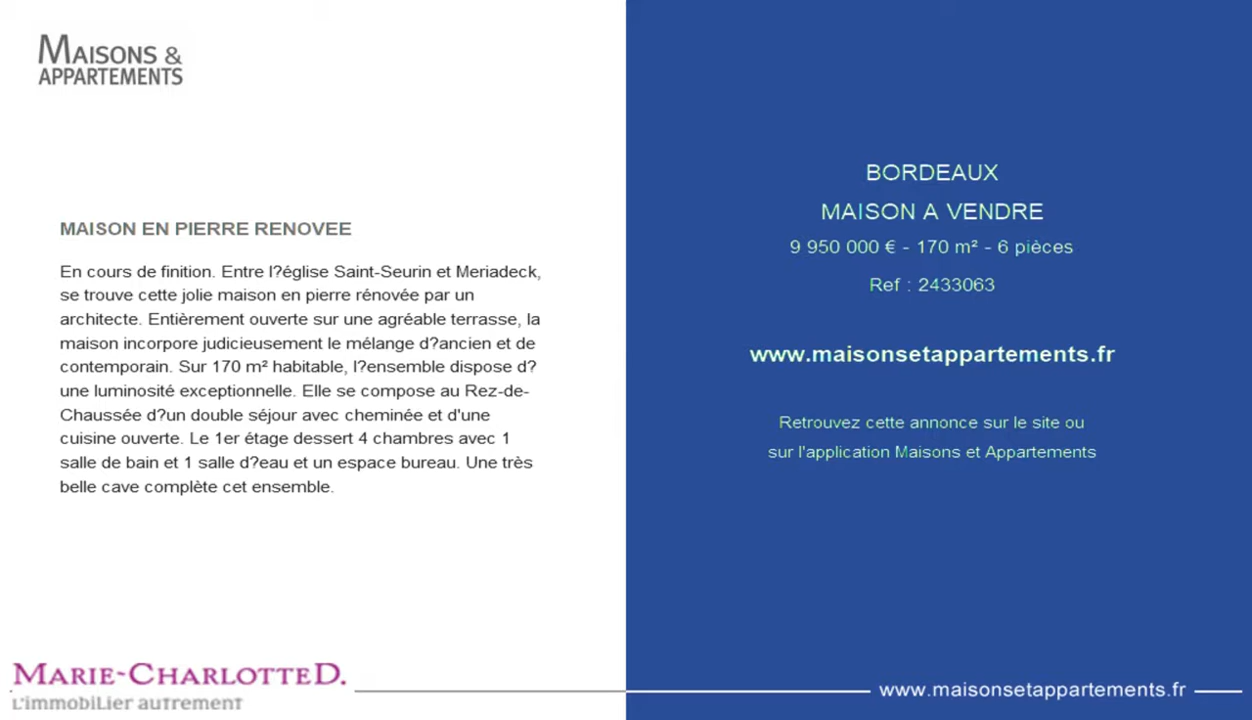 MAISONS &
APPARTEMENTS
MAISON EN PIERRE RENOVEE
En cours de finition. Entre l?église Saint-Seurin et Meriadeck,
se trouve cette jolie maison en pierre rénovée par un
architecte. Entièrement ouverte sur une agréable terrasse, la
maison incorpore judicieusement le mélange d?ancien et de
contemporain. Sur 170 m² habitable, l?ensemble dispose d?
une luminosité exceptionnelle. Elle se compose au Rez-de-
Chaussée d?un double séjour avec cheminée et d'une
cuisine ouverte. Le 1er étage dessert 4 chambres avec 1
salle de bain et 1 salle d?eau et un espace bureau. Une très
belle cave complète cet ensemble.
MARIE-CHARLOTTE D.
L'immobilier autrement
BORDEAUX
MAISON A VENDRE
9 950 000 € - 170 m² - 6 pièces
Ref : 2433063
www.maisonsetappartements.fr
Retrouvez cette annonce sur le site ou
sur l'application Maisons et Appartements
www.maisonsetappartements.fr